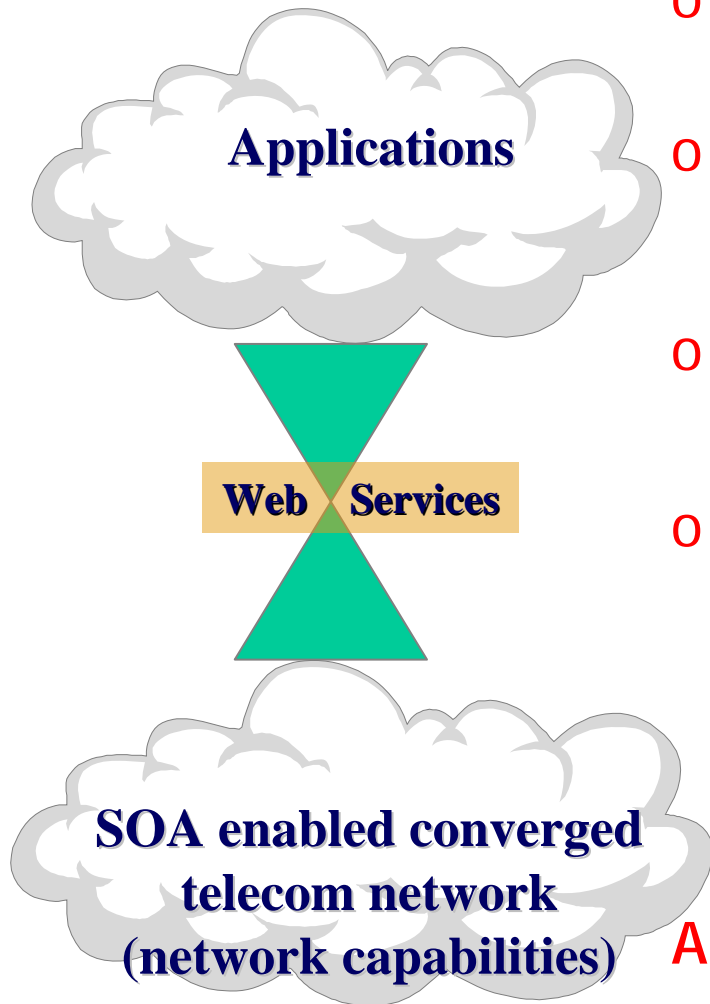 o
Applications
o
o
Web Services
o
SOA enabled converged
telecom network
(network capabilities)
A